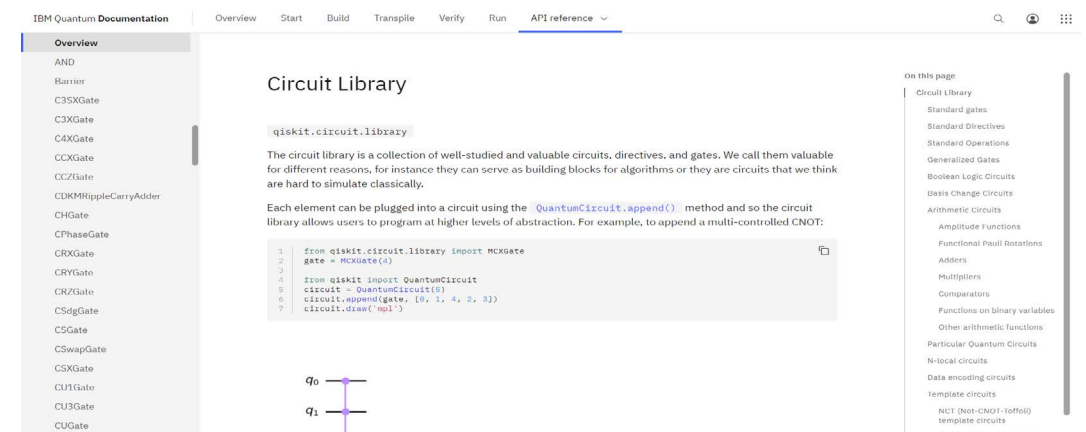 IBM Quantum Documentation
Overview Start Build Transpile Verify Run API reference
Overview
AND
Barrier
C3SXGate
C3XGate
C4XGate
CCXGate
CCZGate
CDKMRippleCarryAdder
CHGate
CPhaseGate
CRXGate
CRYGate
CRZGate
CSdgGate
CSGate
CSwapGate
CSXGate
CU1Gate
CU3Gate
CUGate
Circuit Library
qiskit.circuit.library
The circuit library is a collection of well-studied and valuable circuits, directives, and gates. We call them valuable
for different reasons, for instance they can serve as building blocks for algorithms or they are circuits that we think
are hard to simulate classically.
Each element can be plugged into a circuit using the QuantumCircuit.append() method and so the circuit
library allows users to program at higher levels of abstraction. For example, to append a multi-controlled CNOT:
1 from qiskit.circuit.library import MCXGate
2 gate = MCXGate(4)
3
4 from qiskit import QuantumCircuit
5 circuit = QuantumCircuit(5)
6 circuit.append(gate, [0, 1, 4, 2, 3])
7 circuit.draw('mpl')
q0
q1
On this page
Circuit Library
Standard gates
Standard Directives
Standard Operations
Generalized Gates
Boolean Logic Circuits
Basis Change Circuits
Arithmetic Circuits
Amplitude Functions
Functional Pauli Rotations
Adders
Multipliers
Comparators
Functions on binary variables
Other arithmetic functions
Particular Quantum Circuits
N-local circuits
Data encoding circuits
Template circuits
NCT (Not-CNOT-Toffoli)
template circuits